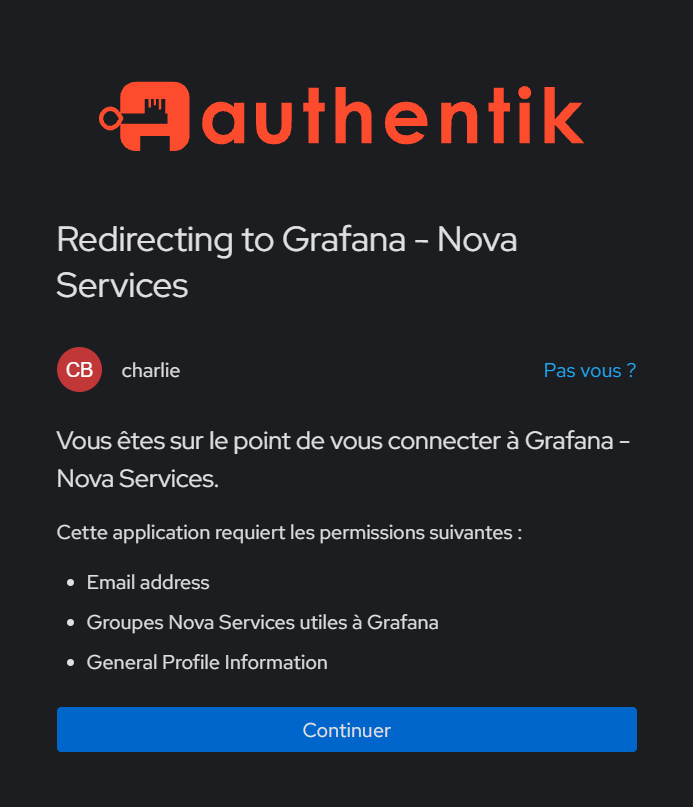 authentik
Redirecting to Grafana - Nova
Services
CB
charlie
Pas vous ?
Vous êtes sur le point de vous connecter à Grafana -
Nova Services.
Cette application requiert les permissions suivantes :
• Email address
• Groupes Nova Services utiles à Grafana
• General Profile Information
Continuer